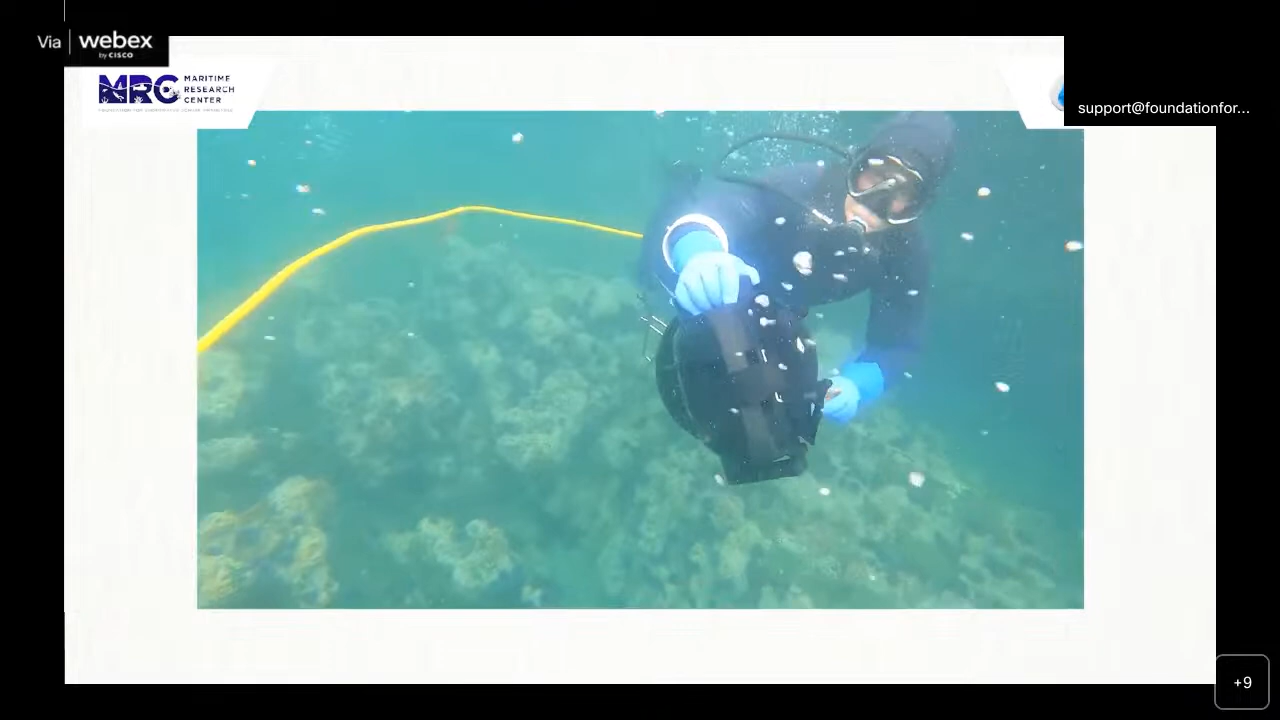 Via webex
by CISCO
MRC MARITIME
RESEARCH
CENTER
support@foundationfor...
+9